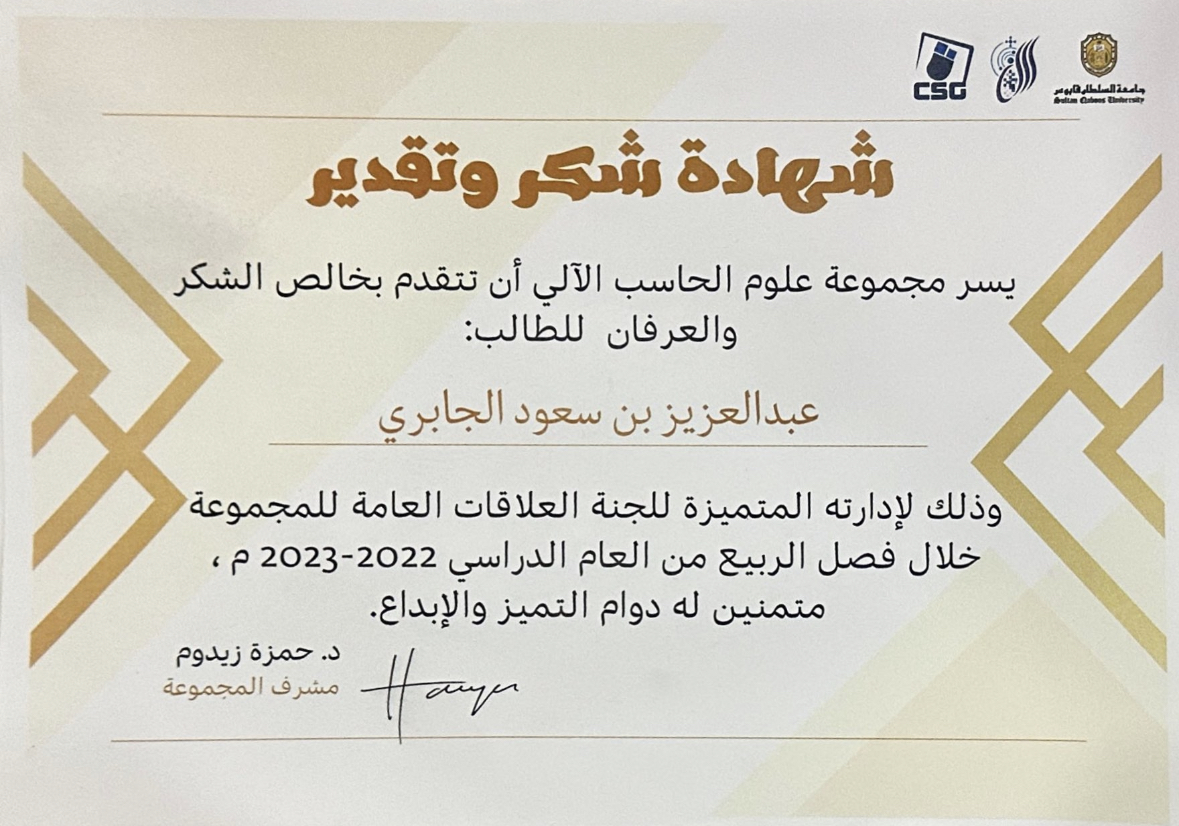 CSG
جامعة السلطان قابوس
Sultan Qaboos University
شهادة شكر وتقدير
يسر مجموعة علوم الحاسب الآلي أن تتقدم بخالص الشكر
والعرفان للطالب:
عبدالعزيز بن سعود الجابري
وذلك لإدارته المتميزة للجنة العلاقات العامة للمجموعة
خلال فصل الربيع من العام الدراسي 2022-2023 م ،
متمنين له دوام التميز والإبداع.
د. حمزة زيدوم
مشرف المجموعة